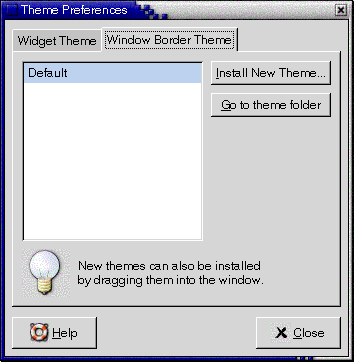 Theme Preferences
Widget Theme
Window Border Theme
Default
Install New Theme...
Go to theme folder
New themes can also be installed
by dragging them into the window.
Help
Close